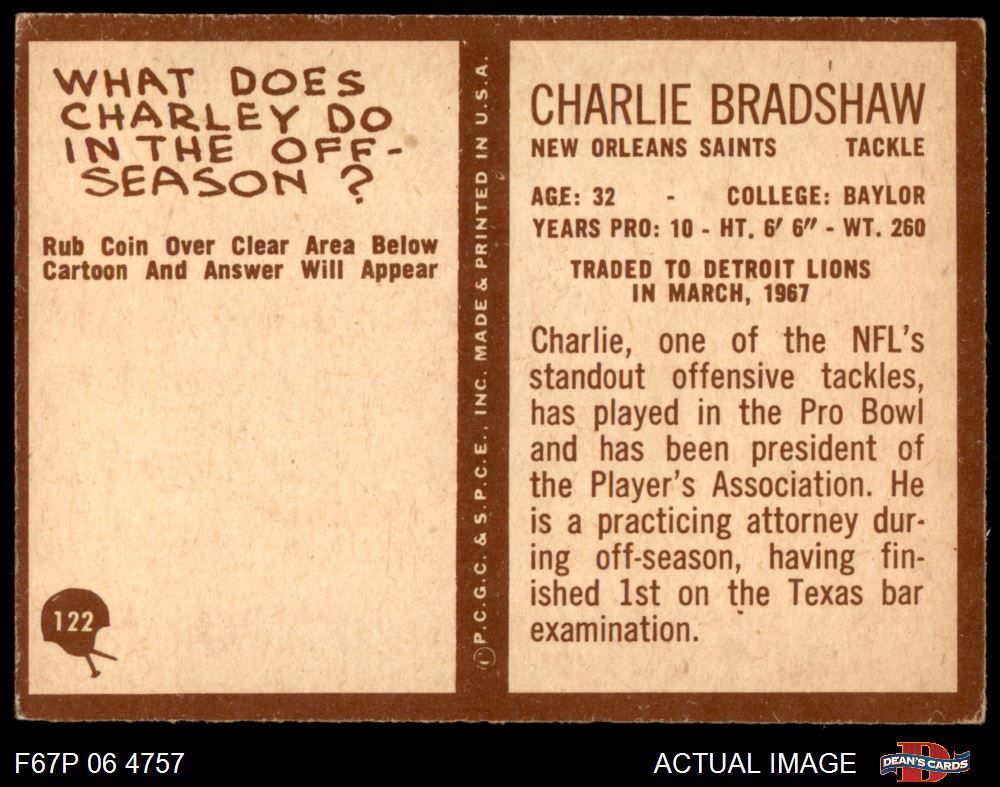 WHAT DOES
CHARLEY DO
IN THE OFF-
SEASON ?
Rub Coin Over Clear Area Below
Cartoon And Answer Will Appear
122
P.C.G.C. & S.P.C.E., INC. MADE & PRINTED IN U.S.A.
CHARLIE BRADSHAW
NEW ORLEANS SAINTS TACKLE
AGE: 32 - COLLEGE: BAYLOR
YEARS PRO: 10 - HT. 6' 6" - WT. 260
TRADED TO DETROIT LIONS
IN MARCH, 1967
Charlie, one of the NFL's
standout offensive tackles,
has played in the Pro Bowl
and has been president of
the Player's Association. He
is a practicing attorney dur-
ing off-season, having fin-
ished 1st on the Texas bar
examination.
F67P 06 4757
ACTUAL IMAGE
DEAN'S CARDS